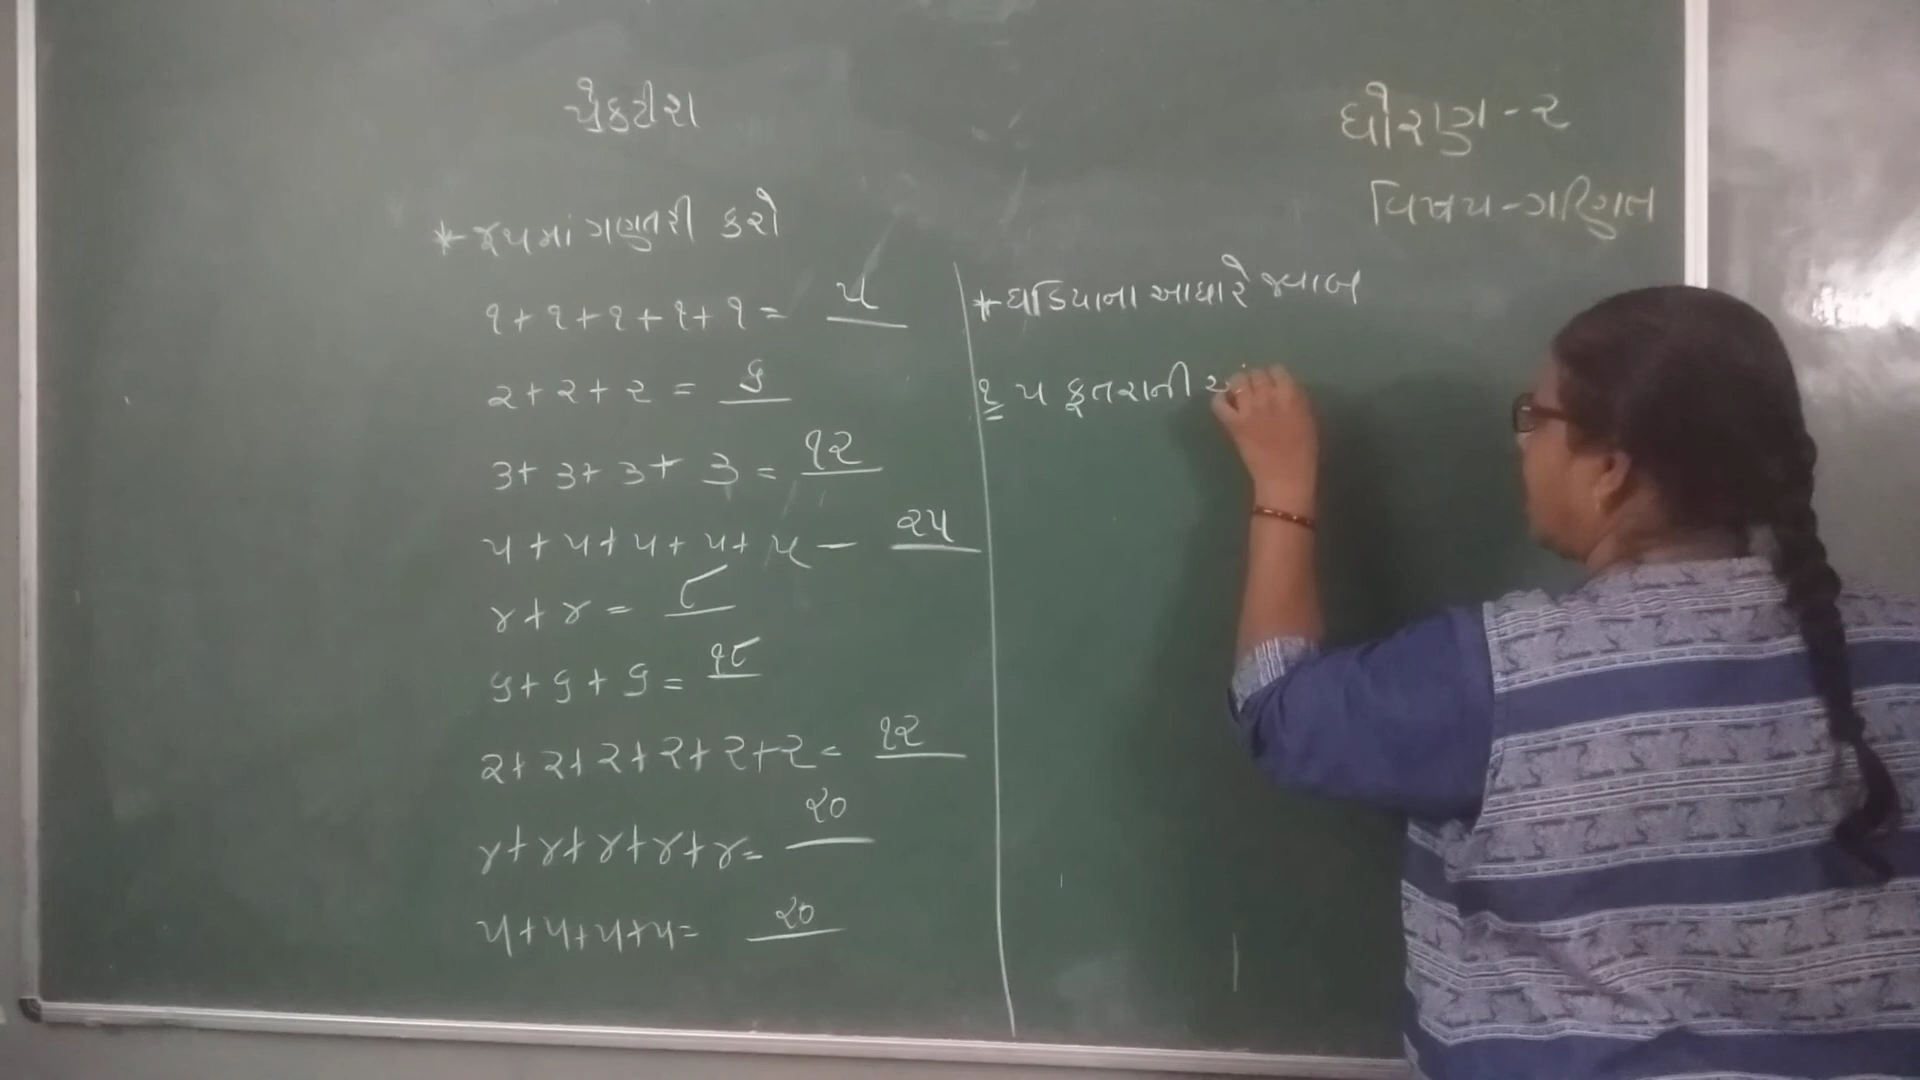 ધોરણ-૨
વિષય-ગણિત
* ઝપમાં ગણતરી કરો
૧+૧+૧+૧+૧= ૫
૨+૨+૨ = ૬
૩+૩+૩+૩ = ૧૨
૫+૫+૫+૫+૫ – ૨૫
૪+૪= ૮
૬+૬+૬= ૧૮
૨+૨+૨+૨+૨+૨= ૧૨
૪+૪+૪+૪+૪= ૨૦
૫+૫+૫+૫= ૨૦
* ઘડિયાના આધારે જવાબ
૧ ૫ કૂતરાની